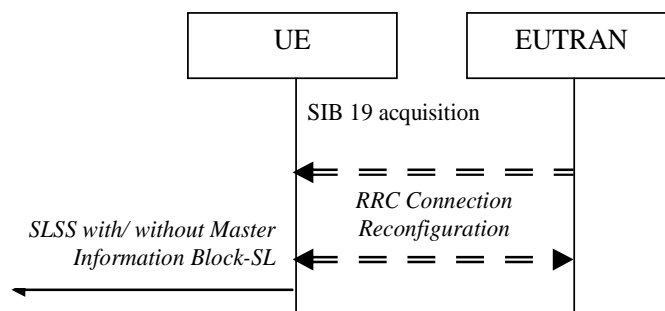 UE
EUTRAN
SIB 19 acquisition
RRC Connection
Reconfiguration
SLSS with/ without Master
Information Block-SL